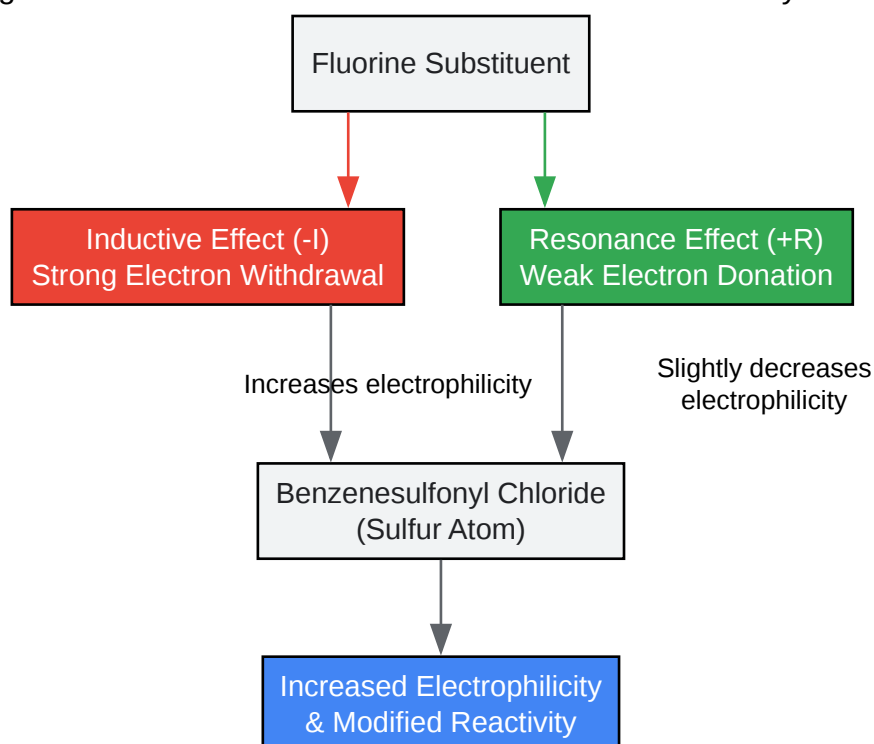 Fluorine Substituent
Inductive Effect (-I)
Strong Electron Withdrawal
Resonance Effect (+R)
Weak Electron Donation
Increases electrophilicity
Slightly decreases
electrophilicity
Benzenesulfonyl Chloride
(Sulfur Atom)
Increased Electrophilicity
& Modified Reactivity